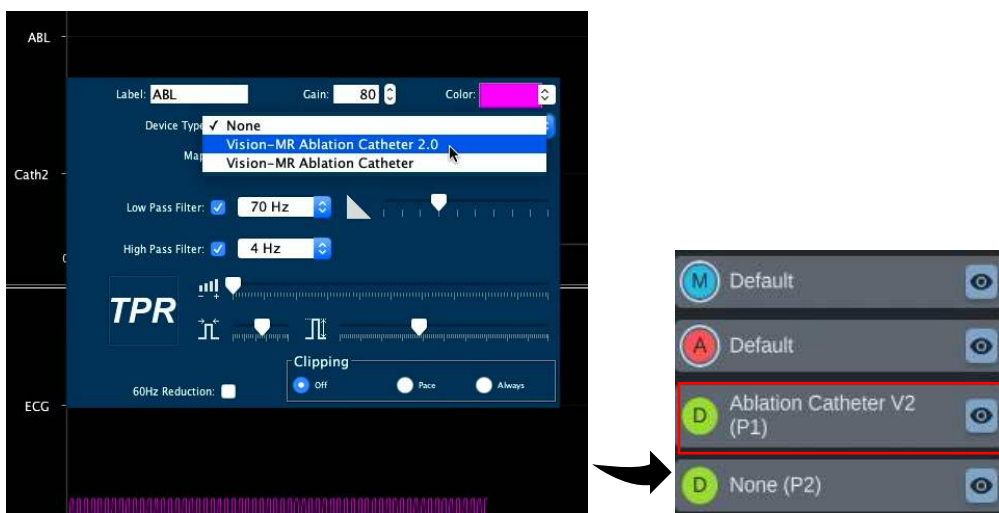 ABL
Label: ABL Gain: 80 Color:
Device Type ✓ None
Vision-MR Ablation Catheter 2.0
Map
Vision-MR Ablation Catheter
Cath2
Low Pass Filter: 70 Hz
High Pass Filter: 4 Hz
TPR
- +
Clipping
Off Pace Always
60Hz Reduction:
ECG
M Default
A Default
D Ablation Catheter V2
(P1)
D None (P2)